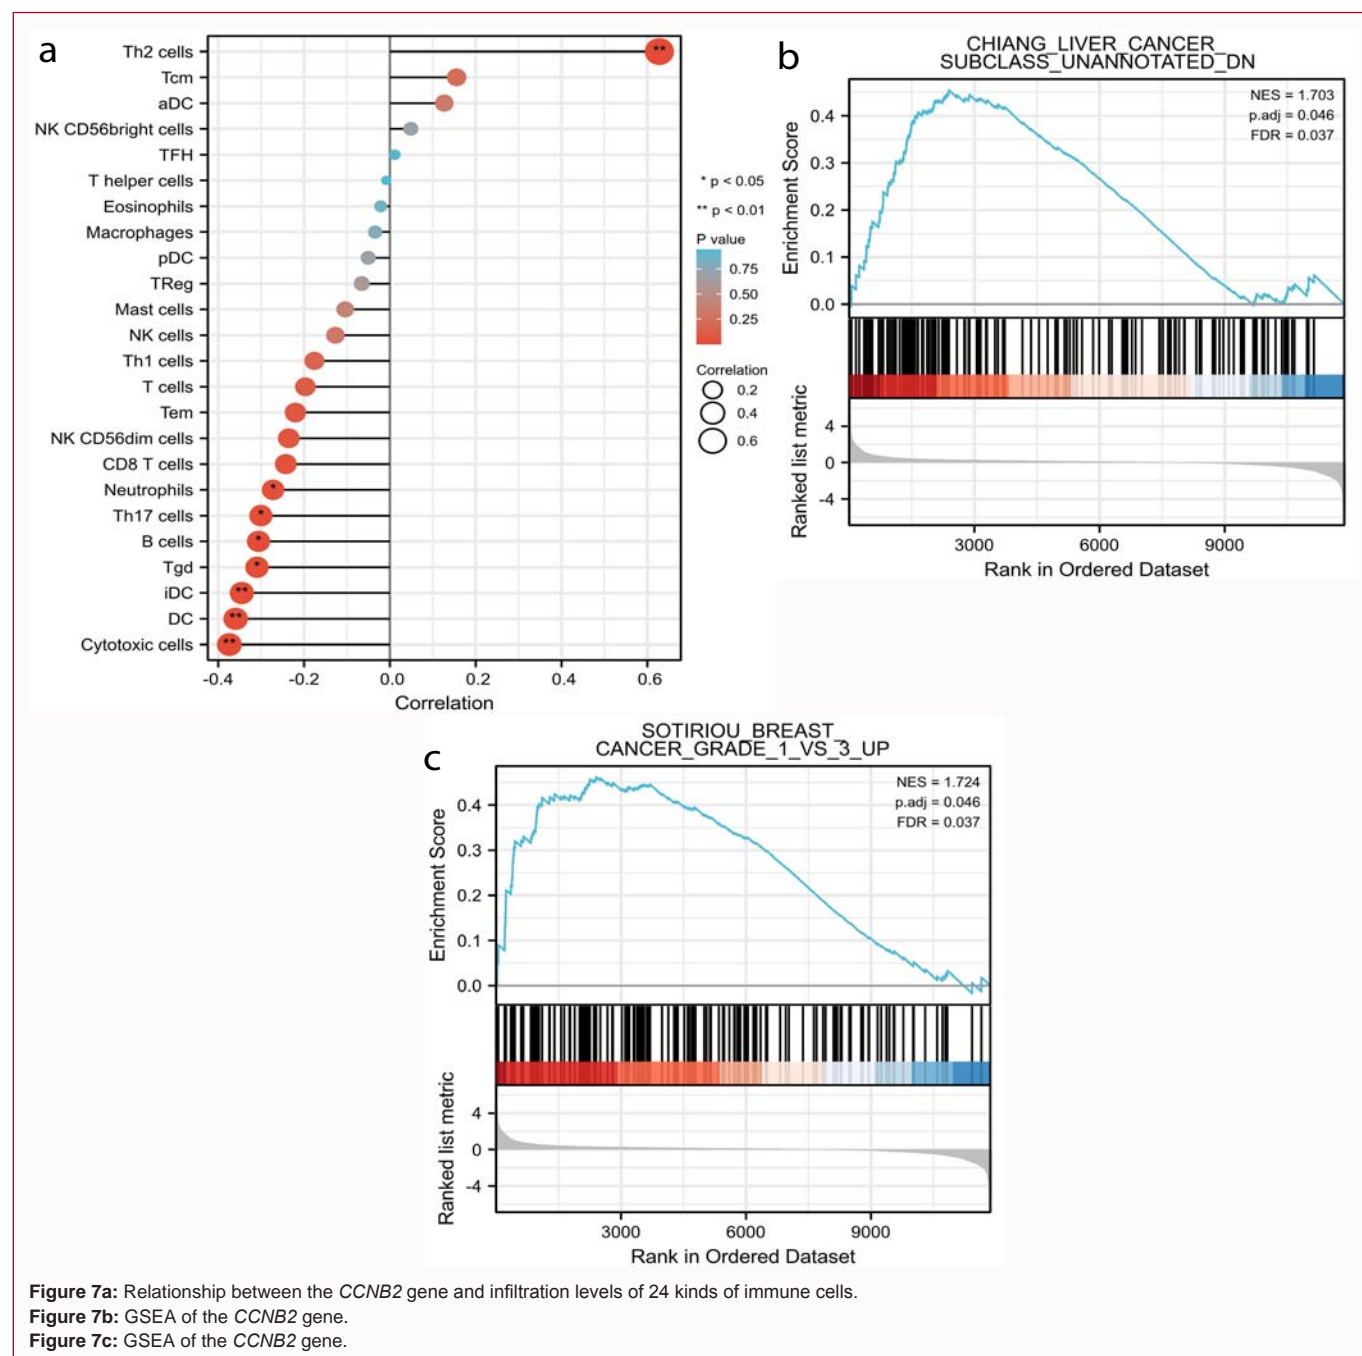 a
Th2 cells
Tcm
aDC
NK CD56bright cells
TFH
T helper cells
Eosinophils
Macrophages
pDC
TReg
Mast cells
NK cells
Th1 cells
T cells
Tem
NK CD56dim cells
CD8 T cells
Neutrophils
Th17 cells
B cells
Tgd
iDC
DC
Cytotoxic cells
**
*
*
*
*
**
**
**
-0.4 -0.2 0.0 0.2 0.4 0.6
Correlation
* p < 0.05
** p < 0.01
P value
0.75
0.50
0.25
Correlation
0.2
0.4
0.6
b
CHIANG_LIVER_CANCER_
SUBCLASS_UNANNOTATED_DN
NES = 1.703
p.adj = 0.046
FDR = 0.037
Enrichment Score
0.4
0.3
0.2
0.1
0.0
Ranked list metric
4
0
-4
3000 6000 9000
Rank in Ordered Dataset
c
SOTIRIOU_BREAST_
CANCER_GRADE_1_VS_3_UP
NES = 1.724
p.adj = 0.046
FDR = 0.037
Enrichment Score
0.4
0.3
0.2
0.1
0.0
Ranked list metric
4
0
-4
3000 6000 9000
Rank in Ordered Dataset
Figure 7a: Relationship between the CCNB2 gene and infiltration levels of 24 kinds of immune cells.
Figure 7b: GSEA of the CCNB2 gene.
Figure 7c: GSEA of the CCNB2 gene.